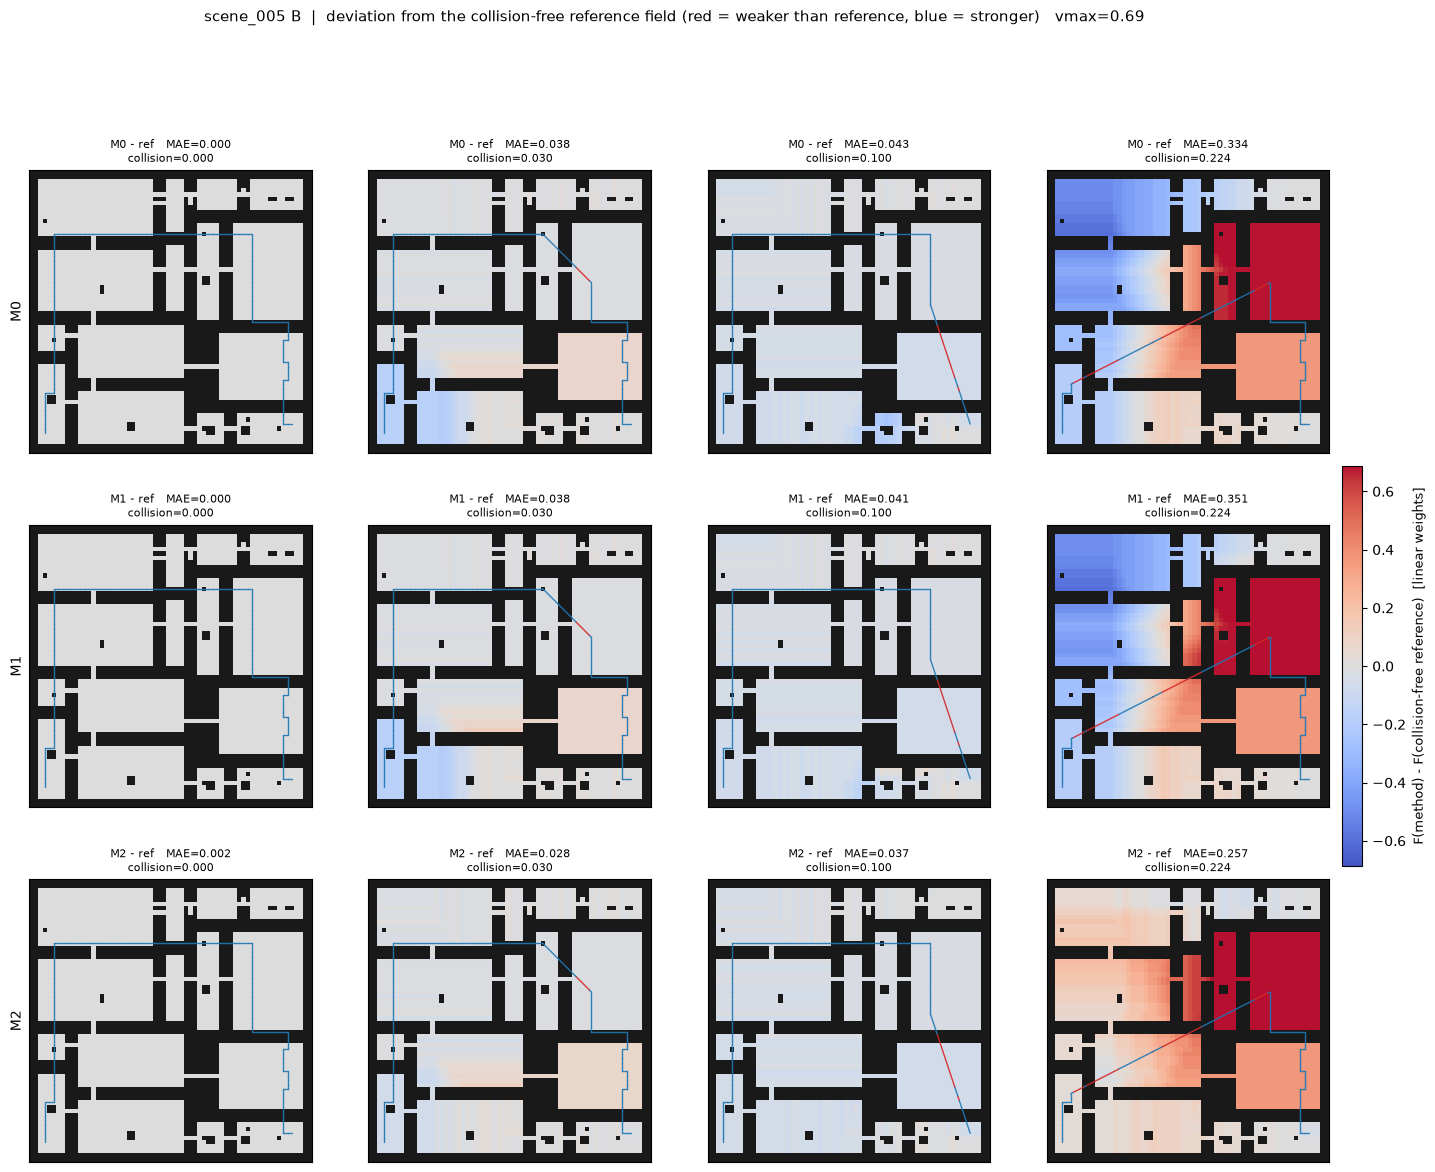 scene_005 B  |  deviation from the collision-free reference field (red = weaker than reference, blue = stronger)   vmax=0.69
M0 - ref   MAE=0.000
collision=0.000
M0 - ref   MAE=0.038
collision=0.030
M0 - ref   MAE=0.043
collision=0.100
M0 - ref   MAE=0.334
collision=0.224
M0
M1 - ref   MAE=0.000
collision=0.000
M1 - ref   MAE=0.038
collision=0.030
M1 - ref   MAE=0.041
collision=0.100
M1 - ref   MAE=0.351
collision=0.224
M1
M2 - ref   MAE=0.002
collision=0.000
M2 - ref   MAE=0.028
collision=0.030
M2 - ref   MAE=0.037
collision=0.100
M2 - ref   MAE=0.257
collision=0.224
M2
0.6
0.4
0.2
0.0
−0.2
−0.4
−0.6
F(method) - F(collision-free reference)  [linear weights]